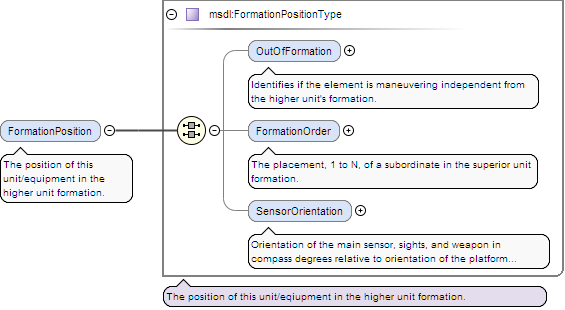 msdl:FormationPositionType
OutOfFormation
Identifies if the element is maneuvering independent from
the higher unit's formation.
FormationPosition
The position of this
unit/equipment in the
higher unit formation.
FormationOrder
The placement, 1 to N, of a subordinate in the superior unit
formation.
SensorOrientation
Orientation of the main sensor, sights, and weapon in
compass degrees relative to orientation of the platform...
The position of this unit/eqiupment in the higher unit formation.